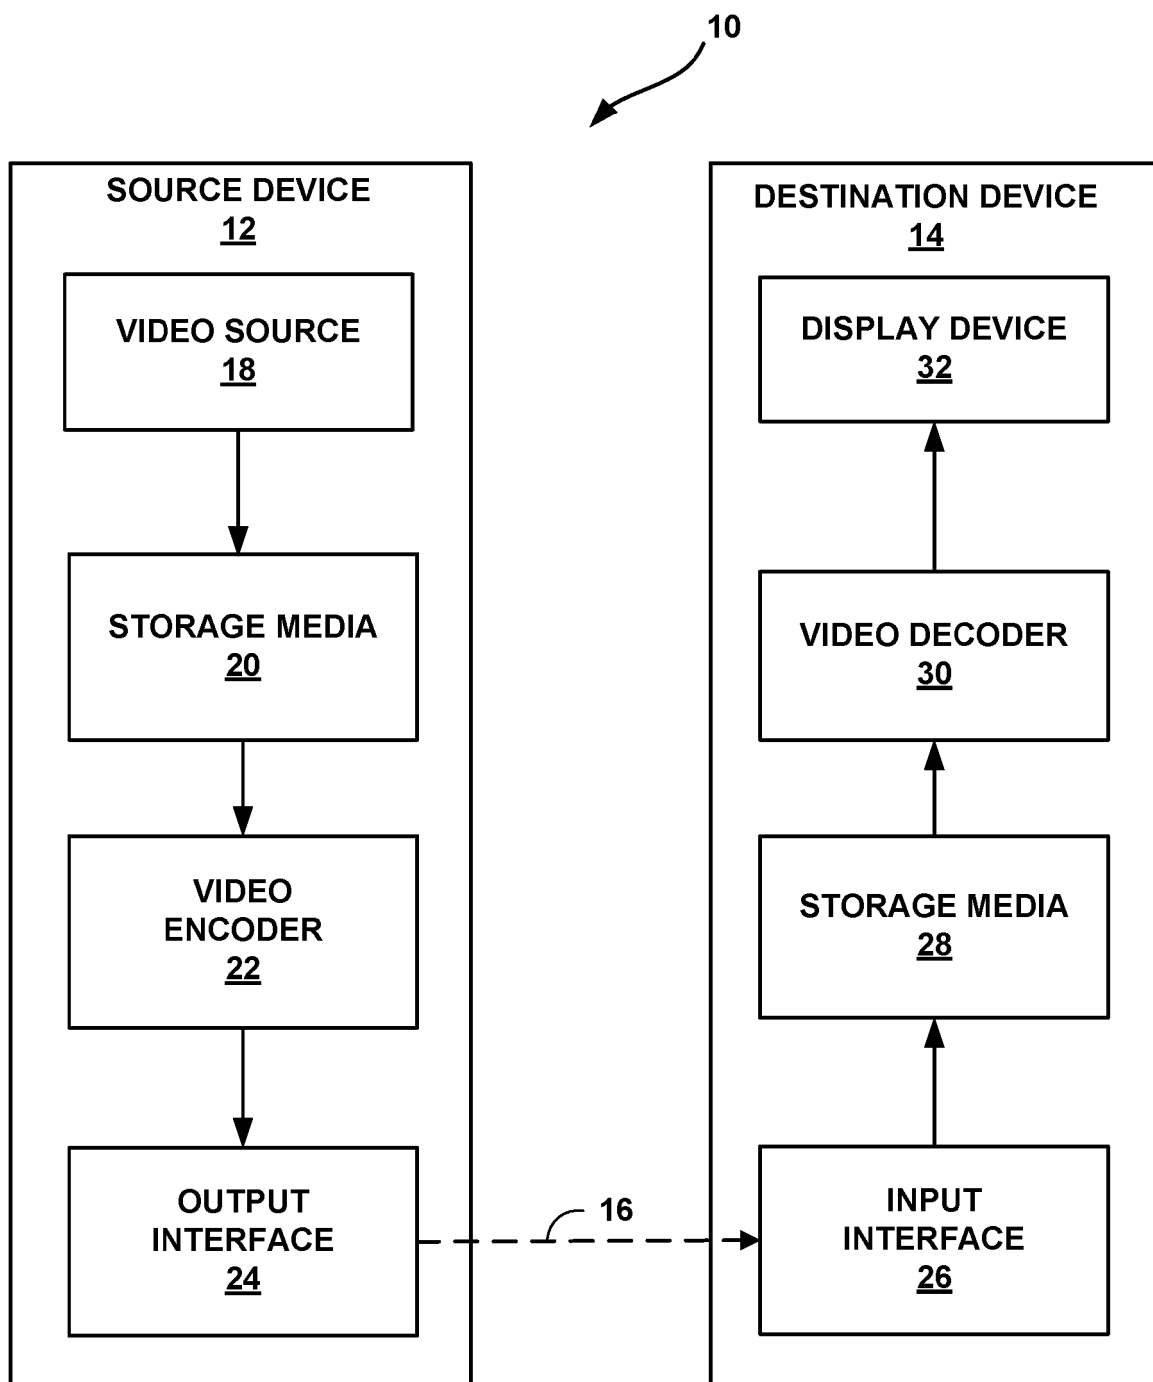 10
SOURCE DEVICE
12
VIDEO SOURCE
18
STORAGE MEDIA
20
VIDEO
ENCODER
22
OUTPUT
INTERFACE
24
16
DESTINATION DEVICE
14
DISPLAY DEVICE
32
VIDEO DECODER
30
STORAGE MEDIA
28
INPUT
INTERFACE
26